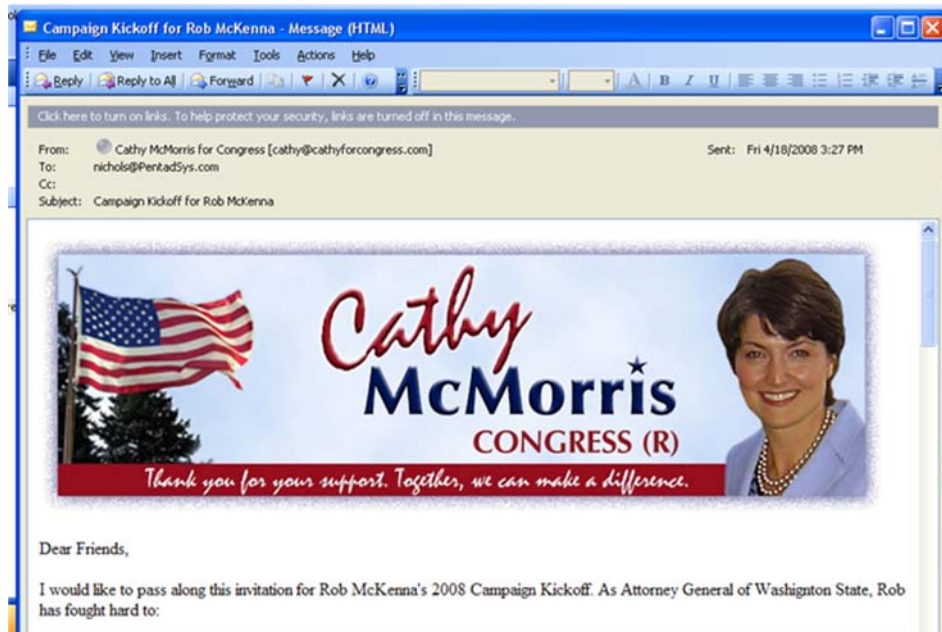 Campaign Kickoff for Rob McKenna - Message (HTML)
File Edit View Insert Format Tools Actions Help
Reply Reply to All Forward A B I U
Click here to turn on links. To help protect your security, links are turned off in this message.
From: Cathy McMorris for Congress [cathy@cathyforcongress.com] Sent: Fri 4/18/2008 3:27 PM
To: nichols@PentadSys.com
Cc:
Subject: Campaign Kickoff for Rob McKenna
Cathy
McMorris
CONGRESS (R)
Thank you for your support. Together, we can make a difference.
Dear Friends,
I would like to pass along this invitation for Rob McKenna's 2008 Campaign Kickoff. As Attorney General of Washignton State, Rob
has fought hard to: